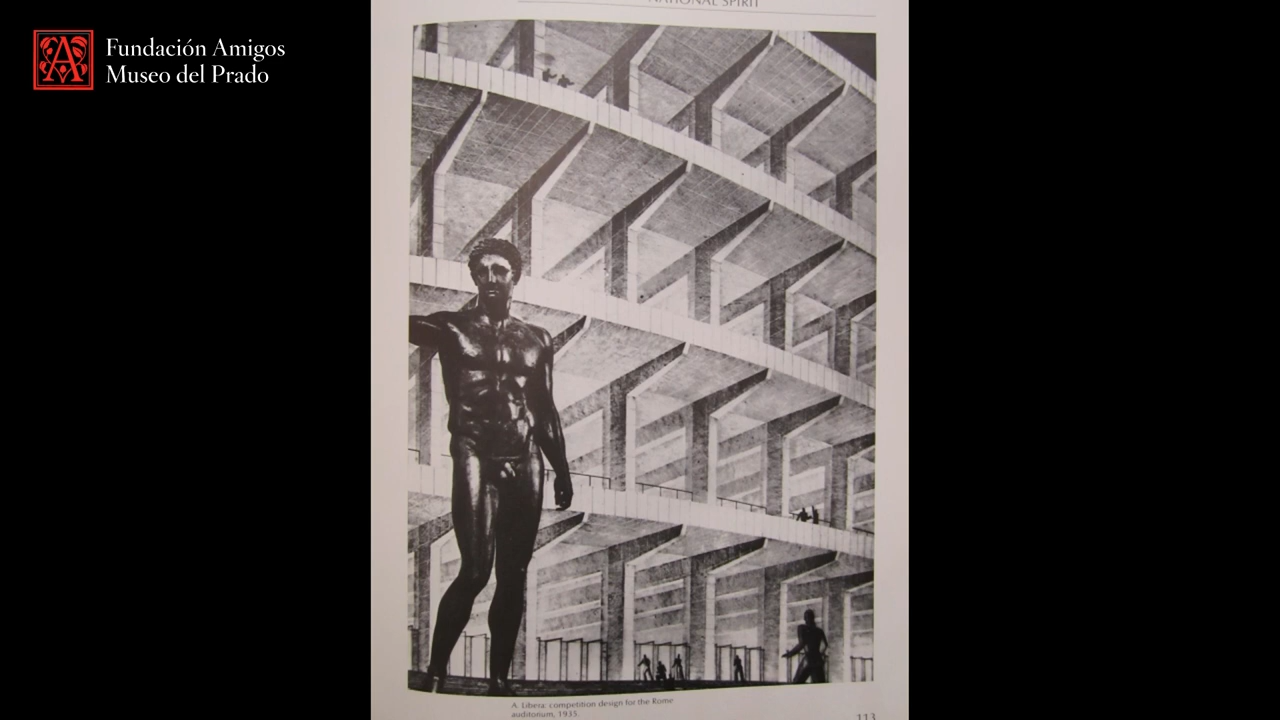 Fundación Amigos
Museo del Prado
NATIONAL SPIRIT
A. Libera: competition design for the Rome
auditorium, 1935.
113